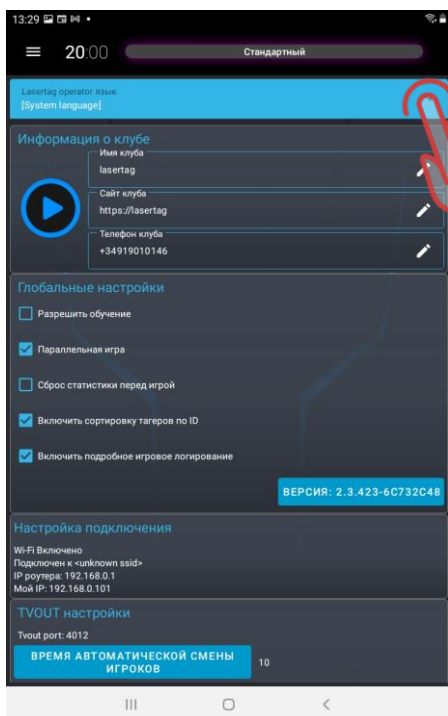 13:29
20:00
Стандартный
Lasertag operator язык
[System language]
Информация о клубе
Имя клуба
lasertag
Сайт клуба
https://lasertag
Телефон клуба
+34919010146
Глобальные настройки
Разрешить обучение
Параллельная игра
Сброс статистики перед игрой
Включить сортировку тагеров по ID
Включить подробное игровое логирование
ВЕРСИЯ: 2.3.423-6C732C48
Настройка подключения
Wi-Fi Включено
Подключен к <unknown ssid>
IP роутера: 192.168.0.1
Мой IP: 192.168.0.101
TVOUT настройки
Tvout port: 4012
ВРЕМЯ АВТОМАТИЧЕСКОЙ СМЕНЫ
ИГРОКОВ
10